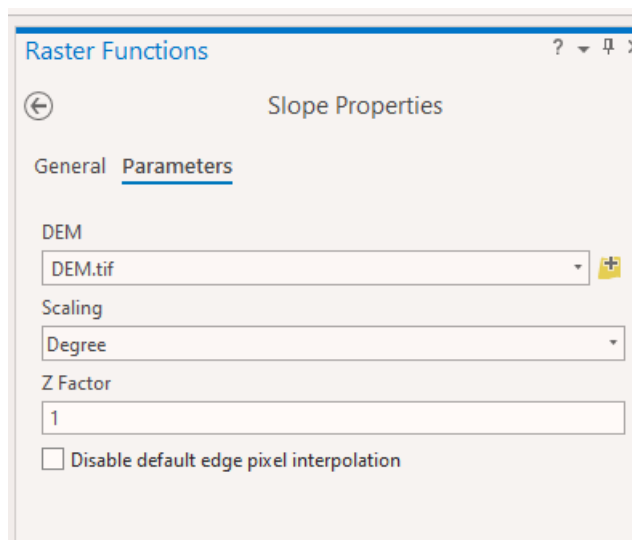 Raster Functions ?
Slope Properties
General Parameters
DEM
DEM.tif
Scaling
Degree
Z Factor
1
Disable default edge pixel interpolation